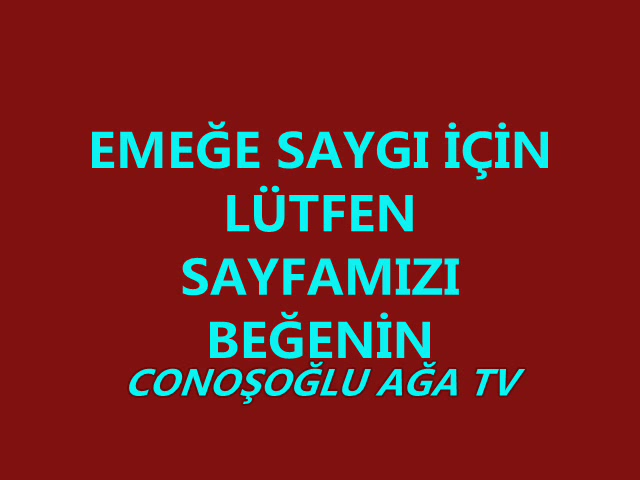 EMEĞE SAYGI İÇİN
LÜTFEN
SAYFAMIZI
BEĞENİN
CONOŞOĞLU AĞA TV